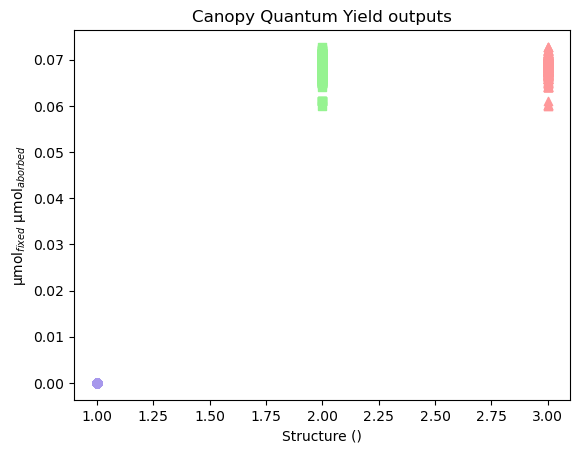 Canopy Quantum Yield outputs
0.07
0.06
0.05
0.04
0.03
0.02
0.01
0.00
µmol_fixed µmol_aborbed
1.00 1.25 1.50 1.75 2.00 2.25 2.50 2.75 3.00
Structure ()